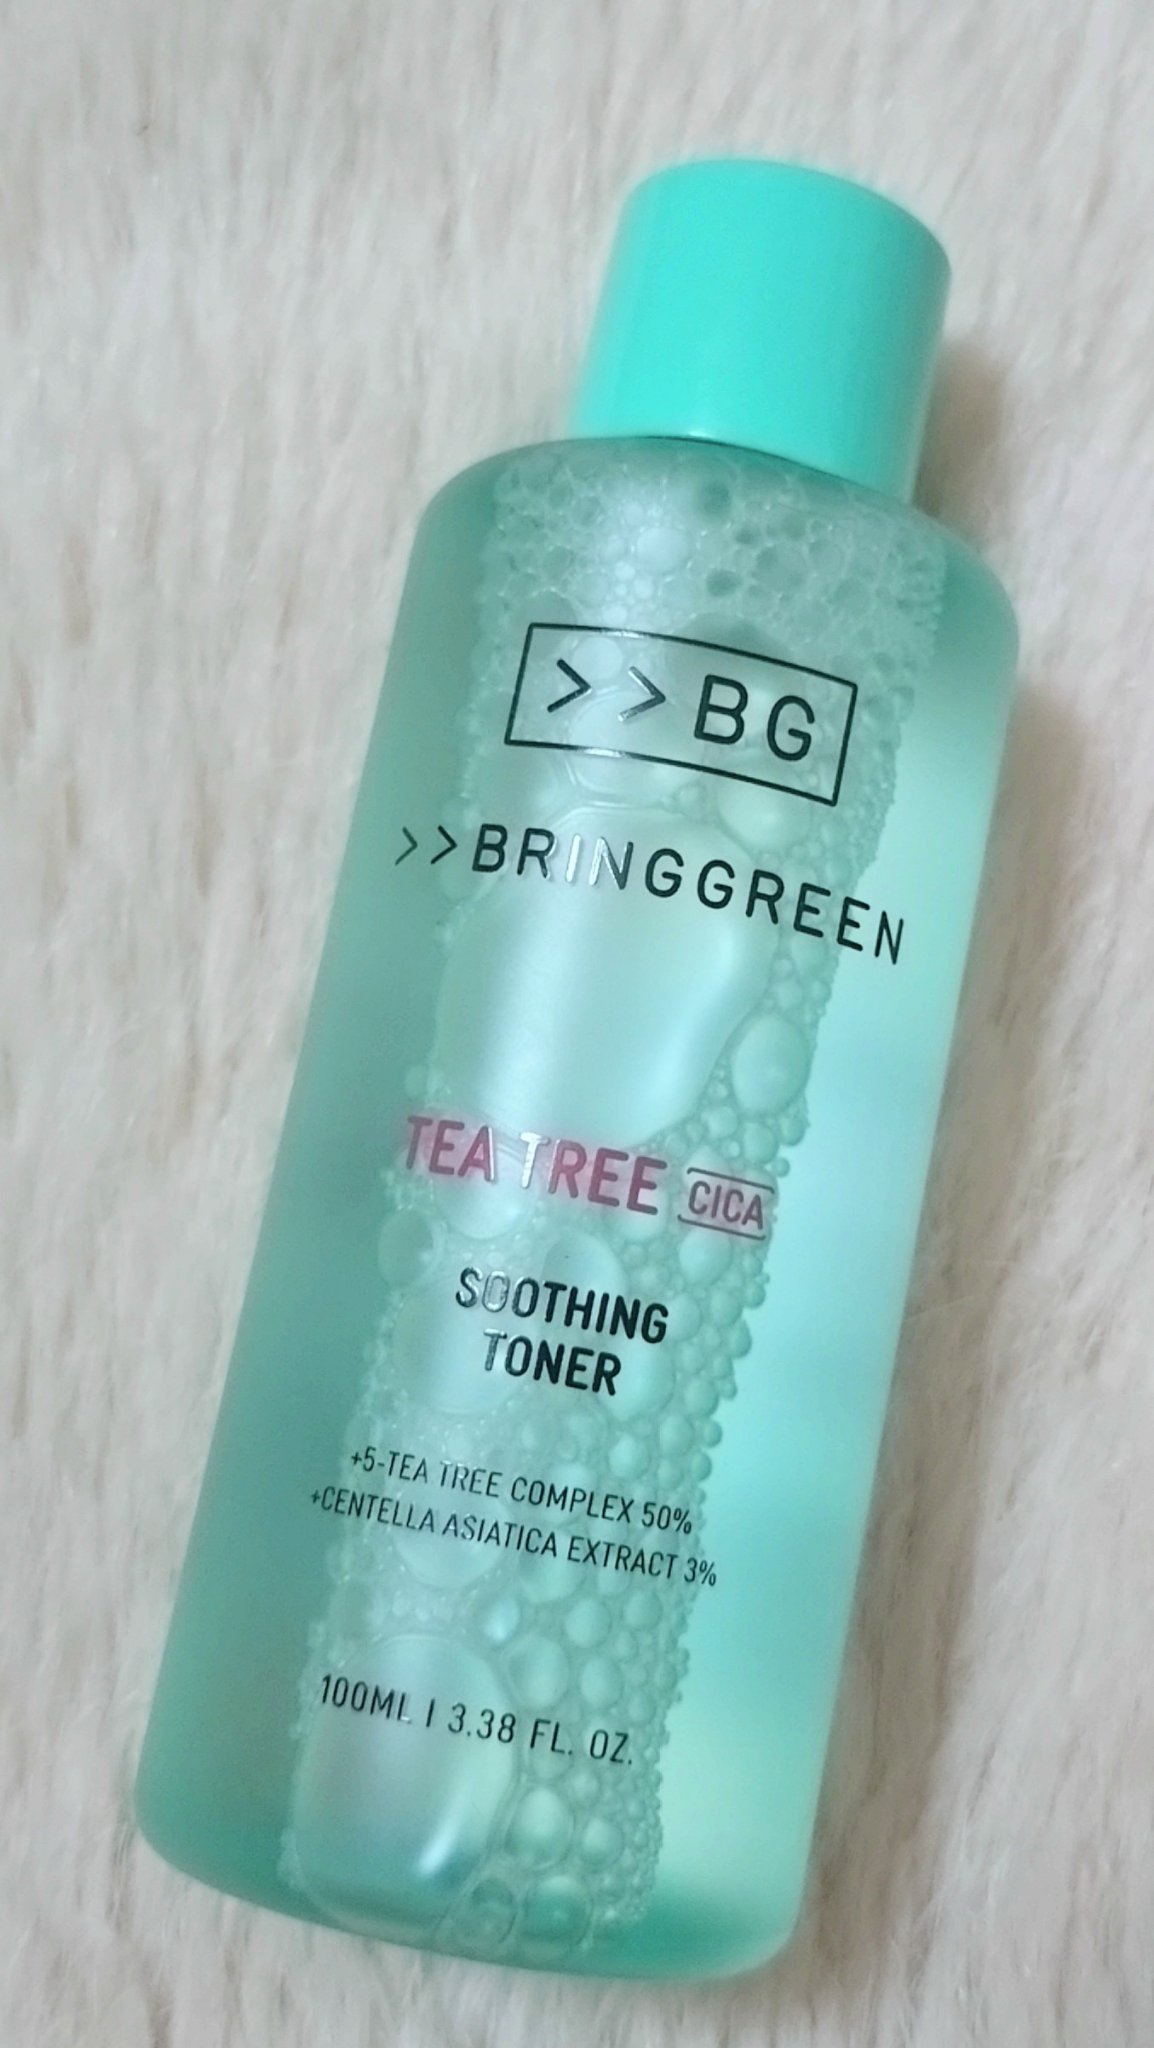 >>BG
>>BRINGGREEN
TEA TREE CICA
SOOTHING
TONER
+5-TEA TREE COMPLEX 50%
+CENTELLA ASIATICA EXTRACT 3%
100ML | 3.38 FL. OZ.